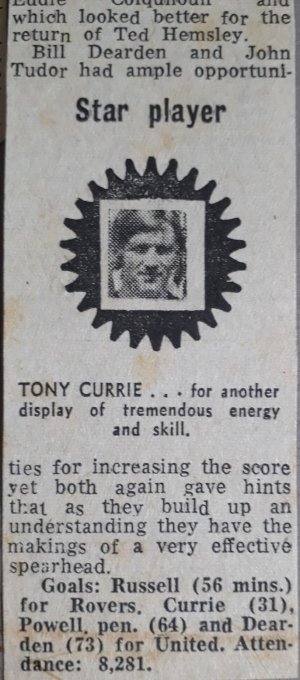 Eddie Colquhoun and
which looked better for the
return of Ted Hemsley.
Bill Dearden and John
Tudor had ample opportuni-
Star player
TONY CURRIE . . . for another
display of tremendous energy
and skill.
ties for increasing the score
yet both again gave hints
that as they build up an
understanding they have the
makings of a very effective
spearhead.
Goals: Russell (56 mins.)
for Rovers. Currie (31),
Powell, pen. (64) and Dear-
den (73) for United. Atten-
dance: 8,281.